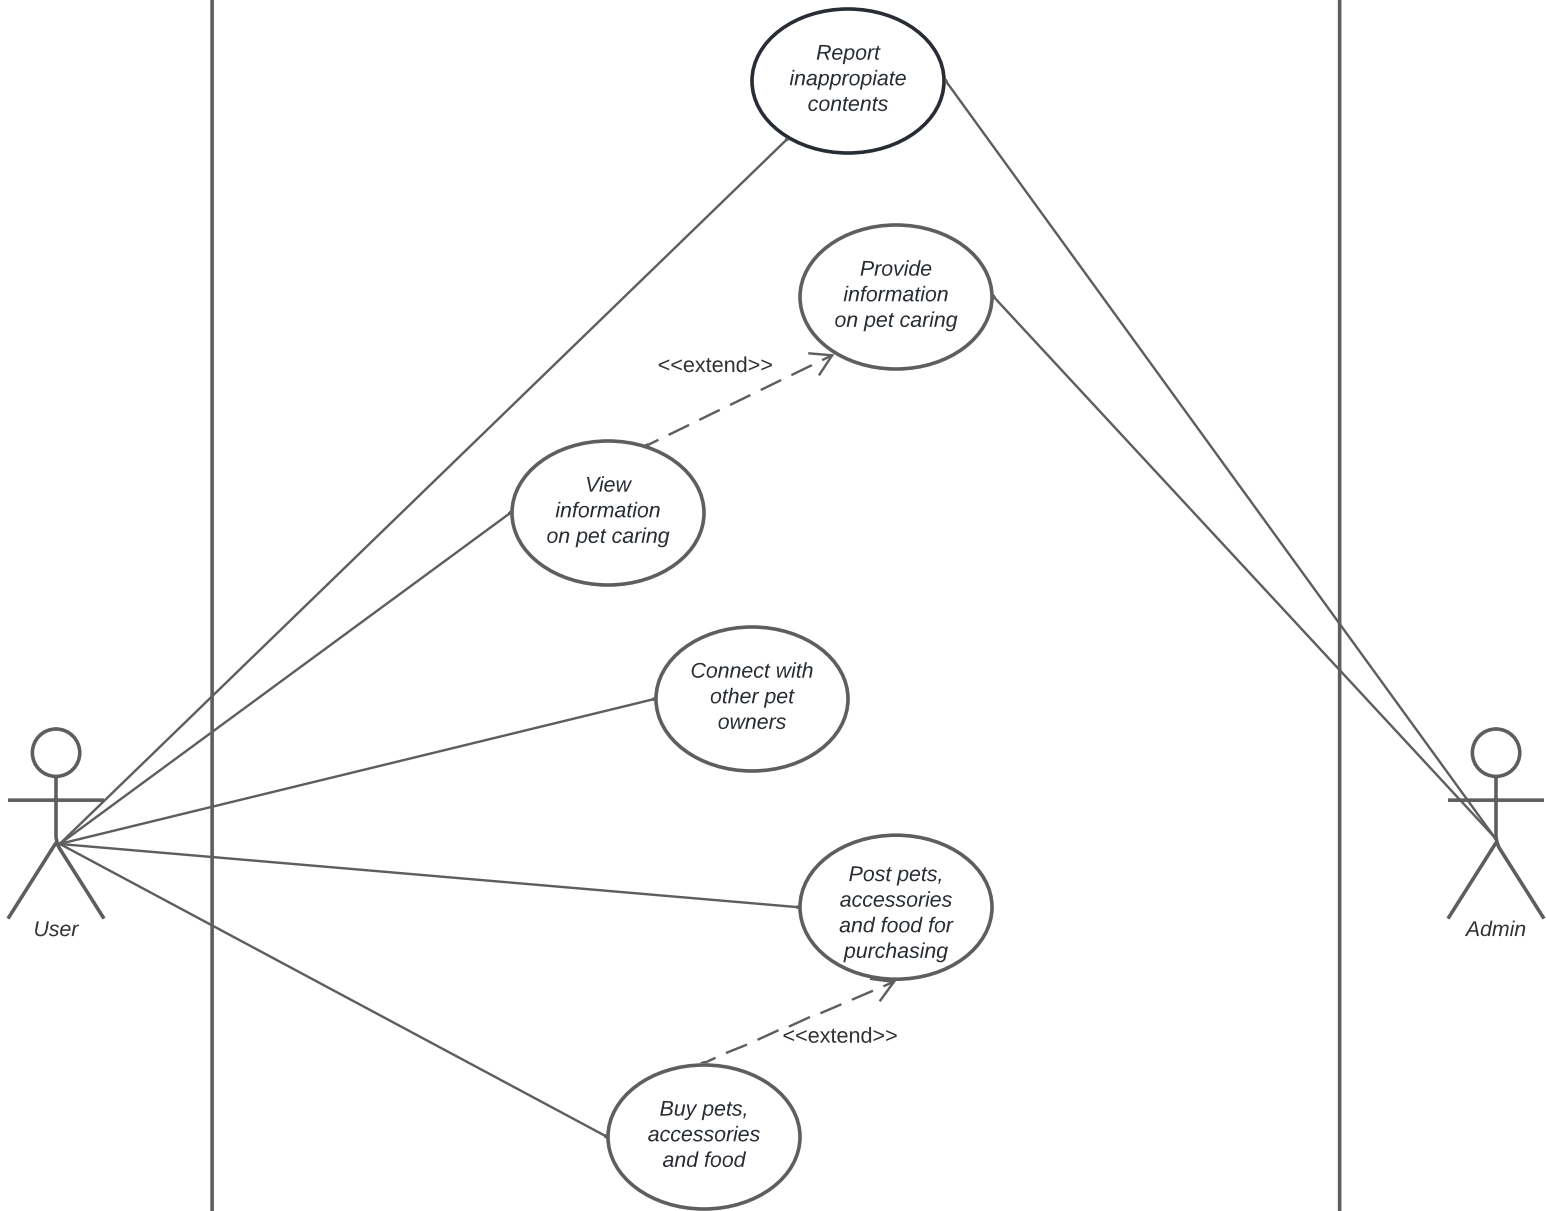 Report
inappropiate
contents
Provide
information
on pet caring
<<extend>>
View
information
on pet caring
Connect with
other pet
owners
Post pets,
accessories
and food for
purchasing
User
Admin
<<extend>>
Buy pets,
accessories
and food